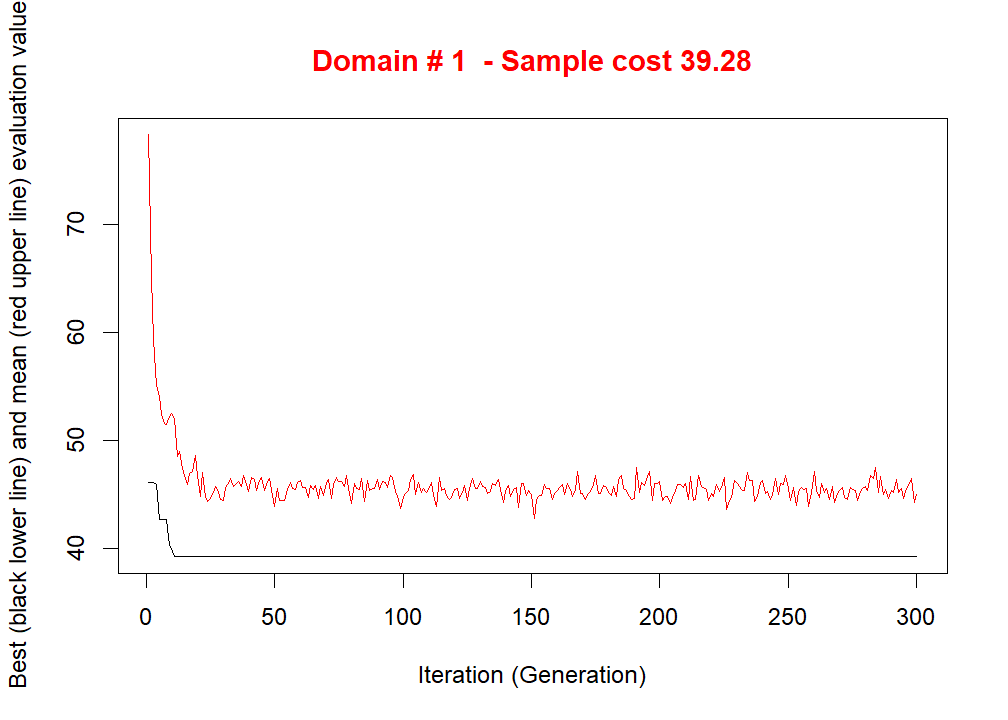 Domain # 1  - Sample cost 39.28
Best (black lower line) and mean (red upper line) evaluation value
70
60
50
40
0 50 100 150 200 250 300
Iteration (Generation)